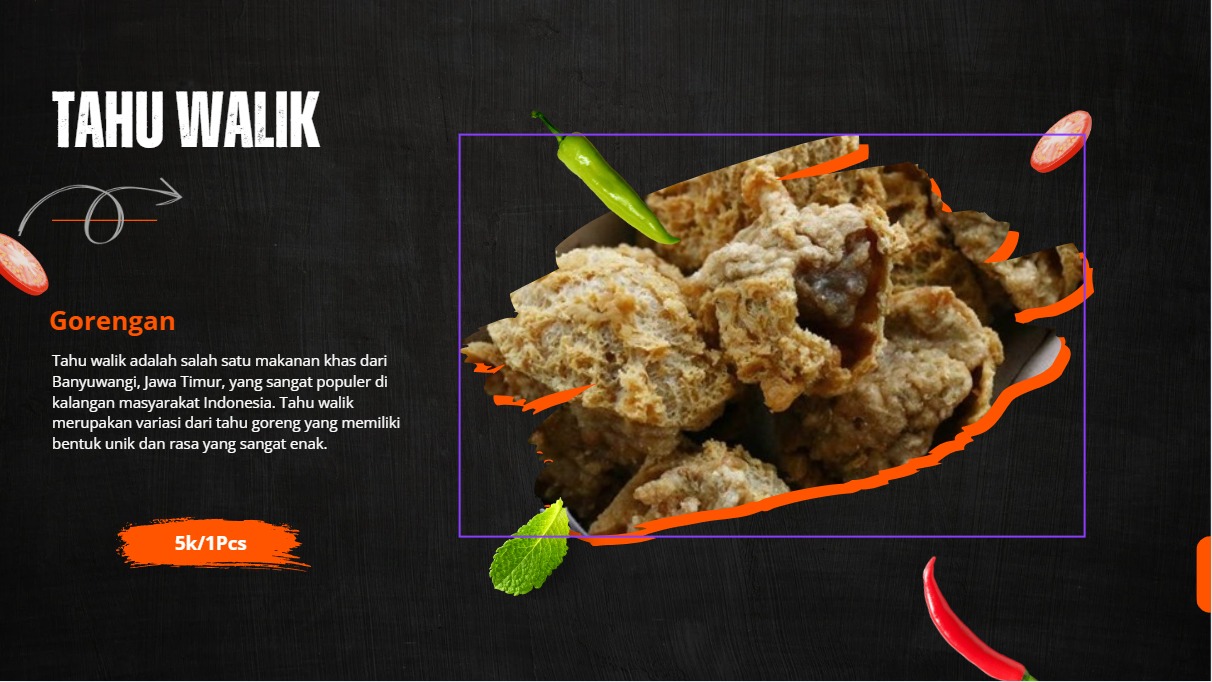 TAHU WALIK
Gorengan
Tahu walik adalah salah satu makanan khas dari
Banyuwangi, Jawa Timur, yang sangat populer di
kalangan masyarakat Indonesia. Tahu walik
merupakan variasi dari tahu goreng yang memiliki
bentuk unik dan rasa yang sangat enak.
5k/1Pcs